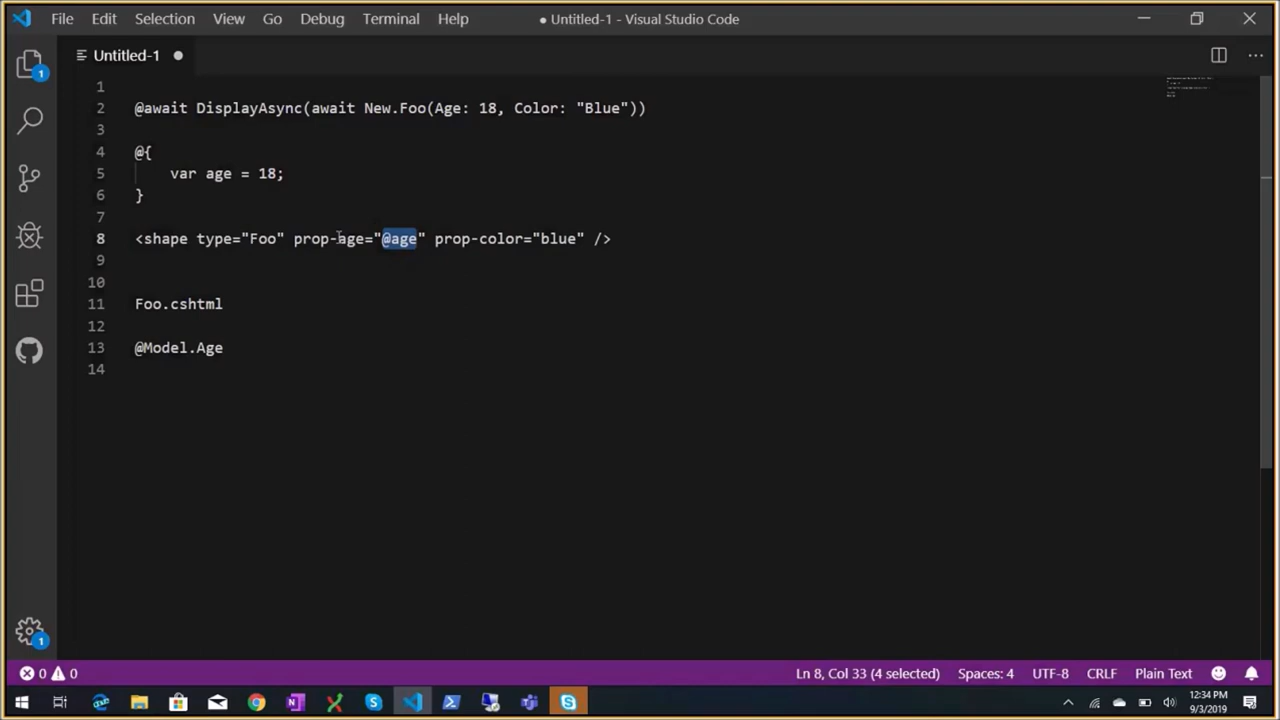 File Edit Selection View Go Debug Terminal Help ● Untitled-1 - Visual Studio Code
Untitled-1
1
2 @await DisplayAsync(await New.Foo(Age: 18, Color: "Blue"))
3
4 @{
5 var age = 18;
6 }
7
8 <shape type="Foo" prop-age="@age" prop-color="blue" />
9
10
11 Foo.cshtml
12
13 @Model.Age
14
1
1
0 0 Ln 8, Col 33 (4 selected) Spaces: 4 UTF-8 CRLF Plain Text
12:34 PM
9/3/2019